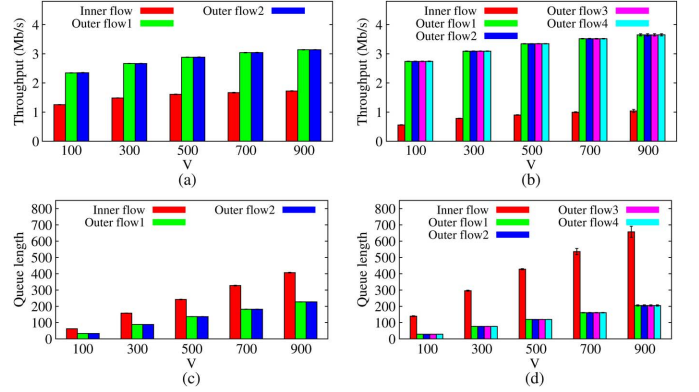 Inner flow
Outer flow1
Outer flow2
Throughput (Mb/s)
4
3
2
1
0
100 300 500 700 900
V
(a)
Inner flow
Outer flow1
Outer flow2
Outer flow3
Outer flow4
Throughput (Mb/s)
4
3
2
1
0
100 300 500 700 900
V
(b)
Inner flow
Outer flow1
Outer flow2
Queue length
800
700
600
500
400
300
200
100
0
100 300 500 700 900
V
(c)
Inner flow
Outer flow1
Outer flow2
Outer flow3
Outer flow4
Queue length
800
700
600
500
400
300
200
100
0
100 300 500 700 900
V
(d)